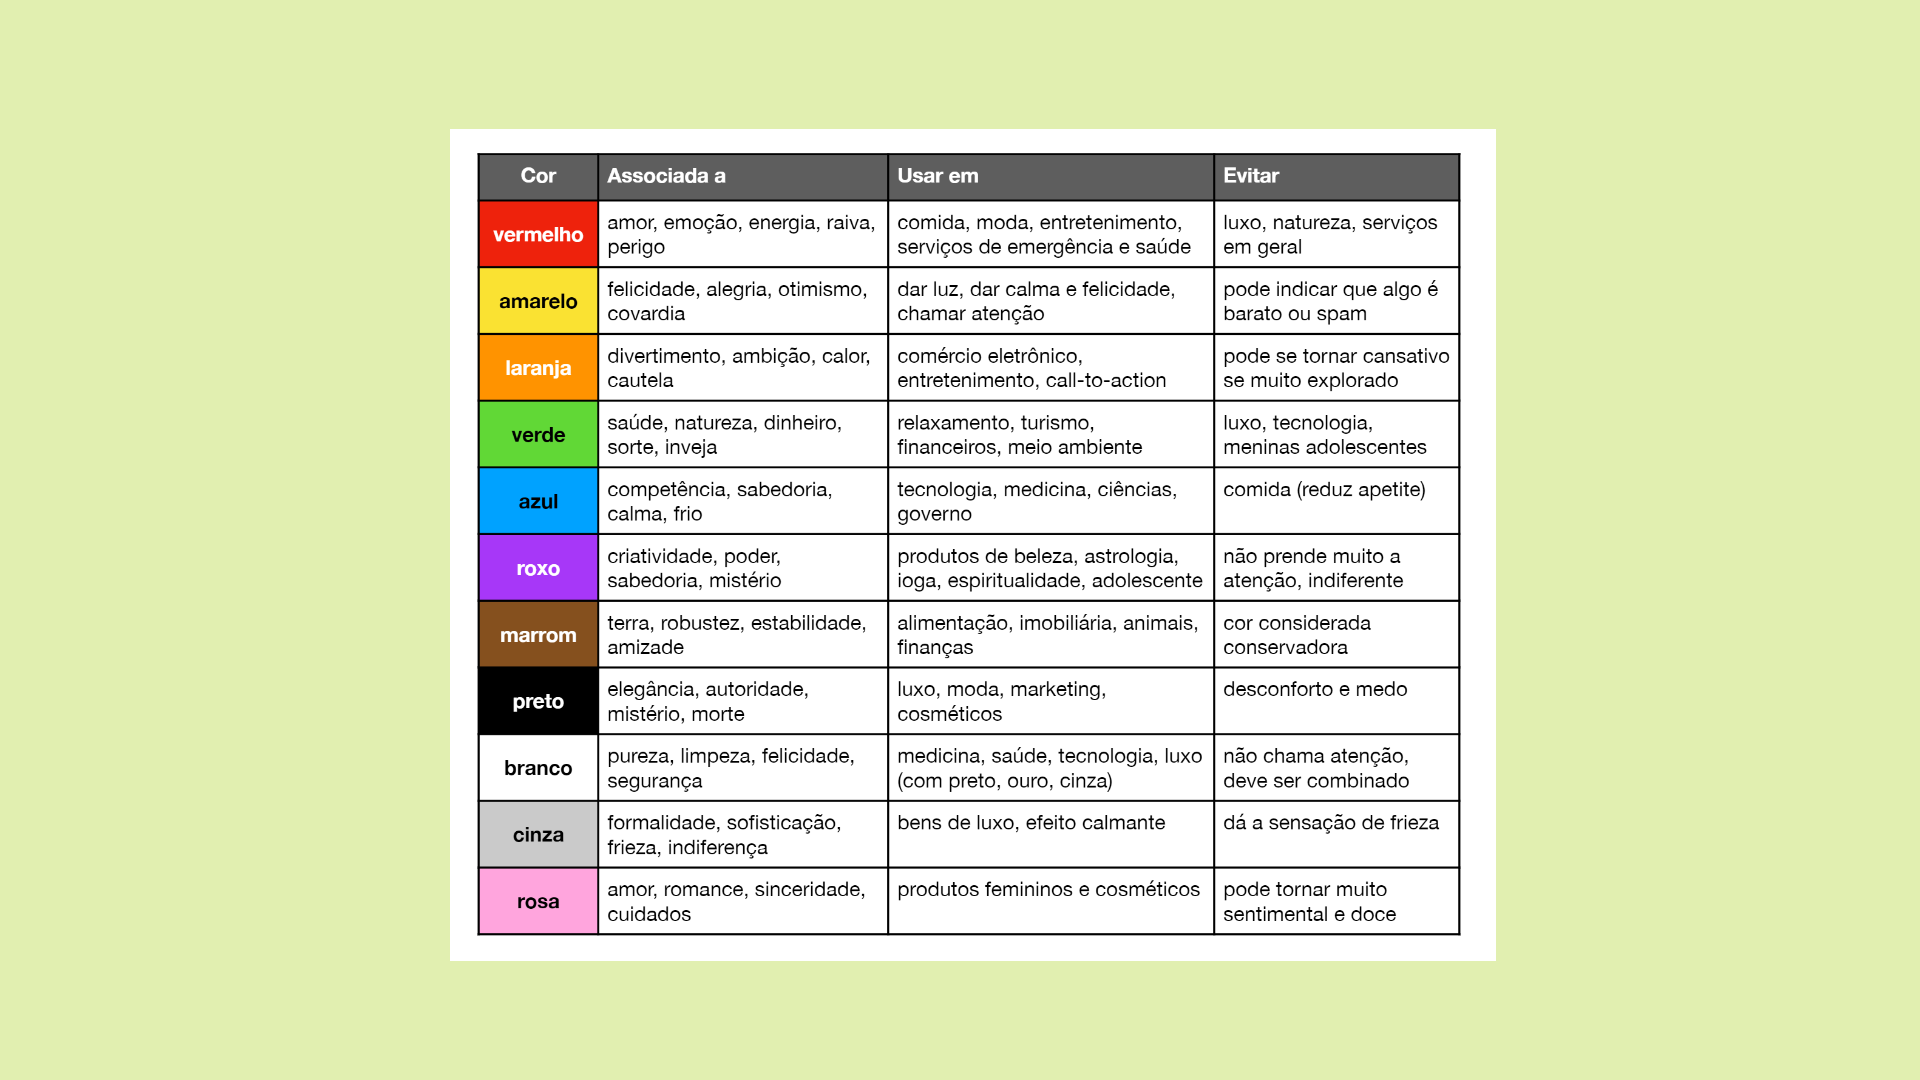 Cor Associada a Usar em Evitar
vermelho
amor, emoção, energia, raiva,
perigo
comida, moda, entretenimento,
serviços de emergência e saúde
luxo, natureza, serviços
em geral
amarelo
felicidade, alegria, otimismo,
covardia
dar luz, dar calma e felicidade,
chamar atenção
pode indicar que algo é
barato ou spam
laranja
divertimento, ambição, calor,
cautela
comércio eletrônico,
entretenimento, call-to-action
pode se tornar cansativo
se muito explorado
verde
saúde, natureza, dinheiro,
sorte, inveja
relaxamento, turismo,
financeiros, meio ambiente
luxo, tecnologia,
meninas adolescentes
azul
competência, sabedoria,
calma, frio
tecnologia, medicina, ciências,
governo
comida (reduz apetite)
roxo
criatividade, poder,
sabedoria, mistério
produtos de beleza, astrologia,
ioga, espiritualidade, adolescente
não prende muito a
atenção, indiferente
marrom
terra, robustez, estabilidade,
amizade
alimentação, imobiliária, animais,
finanças
cor considerada
conservadora
preto
elegância, autoridade,
mistério, morte
luxo, moda, marketing,
cosméticos
desconforto e medo
branco
pureza, limpeza, felicidade,
segurança
medicina, saúde, tecnologia, luxo
(com preto, ouro, cinza)
não chama atenção,
deve ser combinado
cinza
formalidade, sofisticação,
frieza, indiferença
bens de luxo, efeito calmante
dá a sensação de frieza
rosa
amor, romance, sinceridade,
cuidados
produtos femininos e cosméticos
pode tornar muito
sentimental e doce